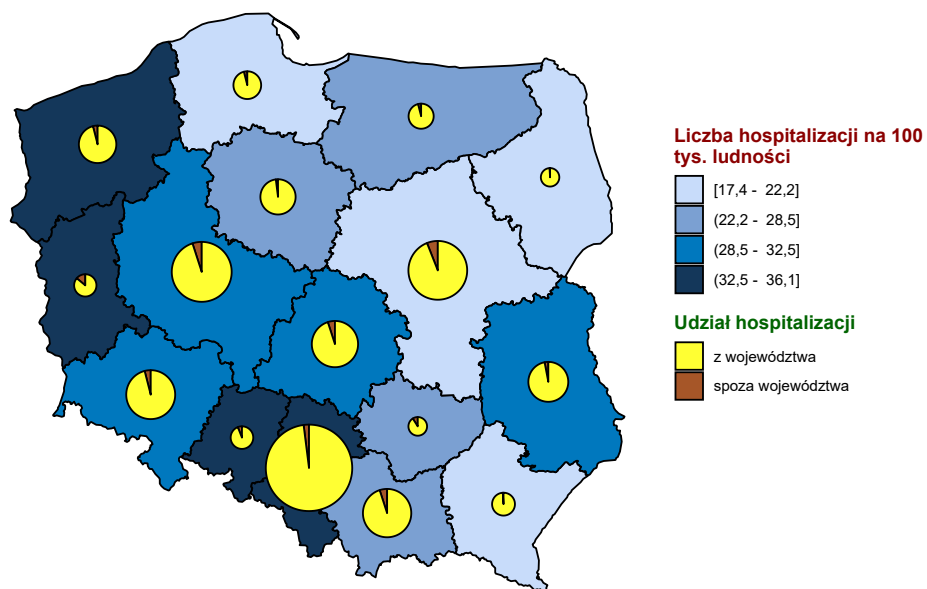 Liczba hospitalizacji na 100
tys. ludności
[17,4 - 22,2]
(22,2 - 28,5]
(28,5 - 32,5]
(32,5 - 36,1]
Udział hospitalizacji
z województwa
spoza województwa